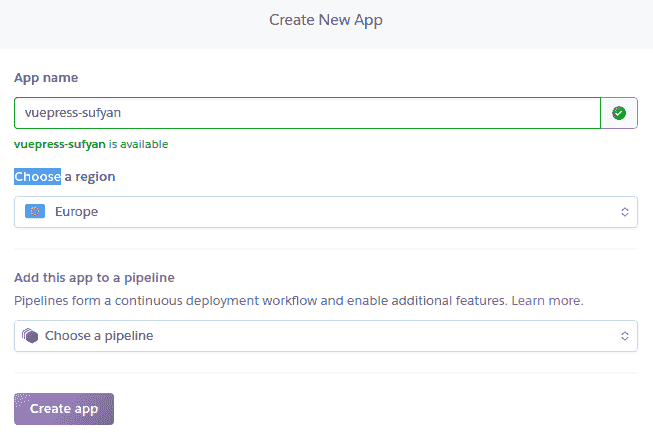 Create New App
App name
vuepress-sufyan
vuepress-sufyan is available
Choose a region
Europe
Add this app to a pipeline
Pipelines form a continuous deployment workflow and enable additional features. Learn more.
Choose a pipeline
Create app